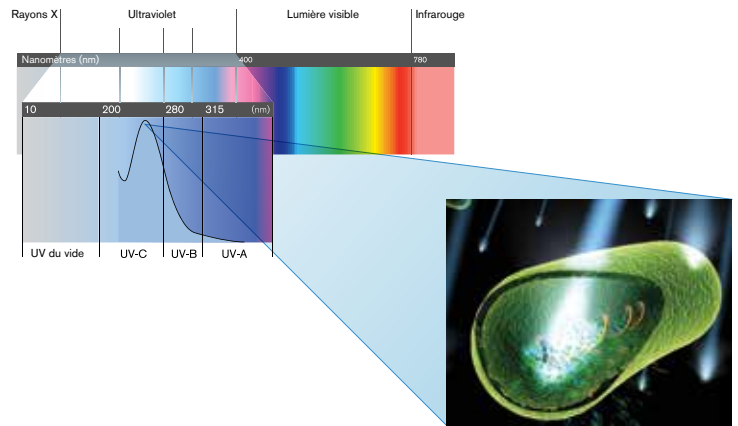 Rayons X Ultraviolet Lumière visible Infrarouge
Nanomètres (nm) 400 780
10 200 280 315 (nm)
UV du vide UV-C UV-B UV-A